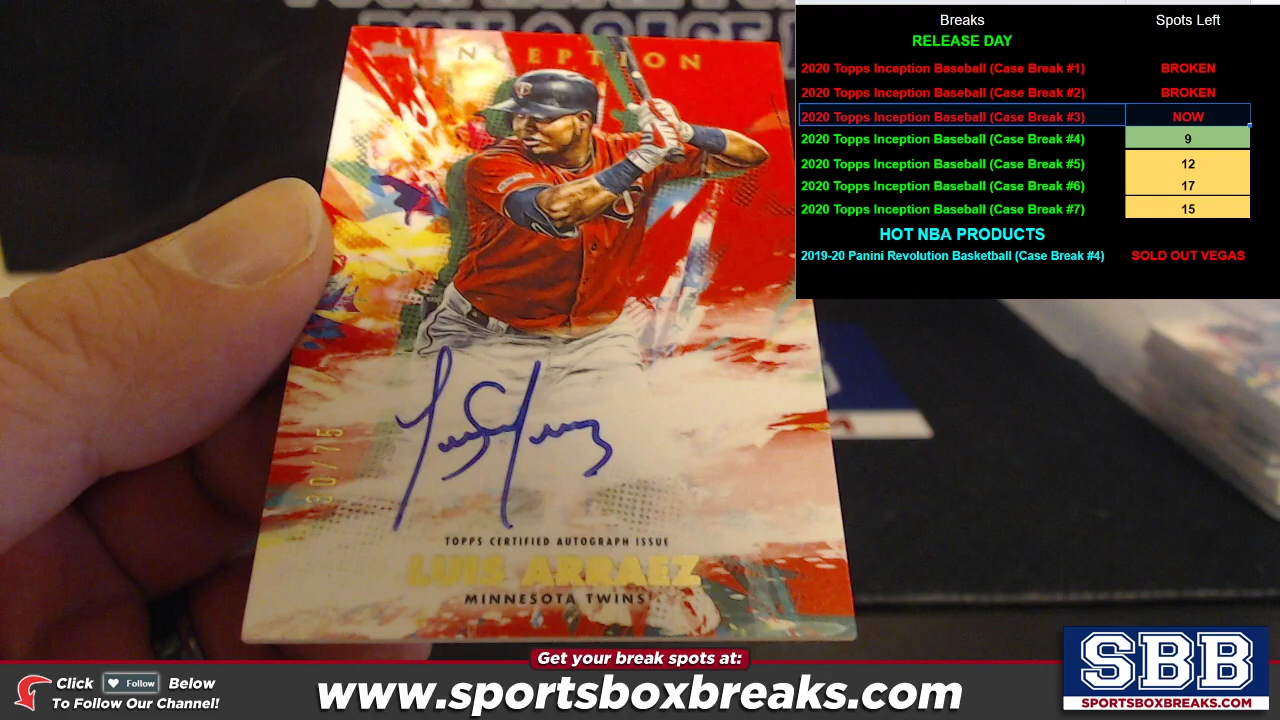 Breaks Spots Left
RELEASE DAY
2020 Topps Inception Baseball (Case Break #1) BROKEN
2020 Topps Inception Baseball (Case Break #2) BROKEN
2020 Topps Inception Baseball (Case Break #3) NOW
2020 Topps Inception Baseball (Case Break #4) 9
2020 Topps Inception Baseball (Case Break #5) 12
2020 Topps Inception Baseball (Case Break #6) 17
2020 Topps Inception Baseball (Case Break #7) 15
HOT NBA PRODUCTS
2019-20 Panini Revolution Basketball (Case Break #4) SOLD OUT VEGAS
INCEPTION
30/75
TOPPS CERTIFIED AUTOGRAPH ISSUE
LUIS ARRAEZ
MINNESOTA TWINS
Get your break spots at:
Click Follow Below
To Follow Our Channel!
www.sportsboxbreaks.com
SBB
SPORTSBOXBREAKS.COM